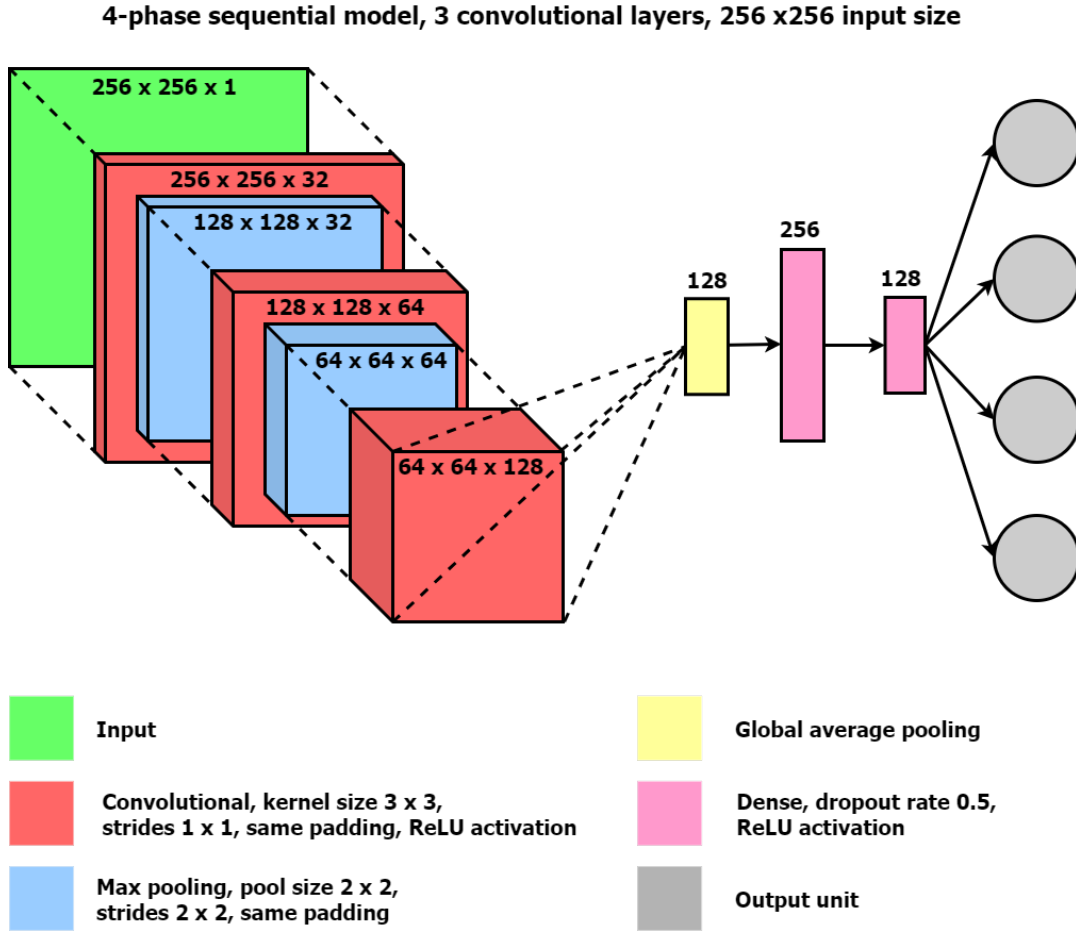 4-phase sequential model, 3 convolutional layers, 256 x256 input size
256 x 256 x 1
256 x 256 x 32
128 x 128 x 32
128 x 128 x 64
64 x 64 x 64
64 x 64 x 128
128
256
128
Input
Convolutional, kernel size 3 x 3,
strides 1 x 1, same padding, ReLU activation
Max pooling, pool size 2 x 2,
strides 2 x 2, same padding
Global average pooling
Dense, dropout rate 0.5,
ReLU activation
Output unit